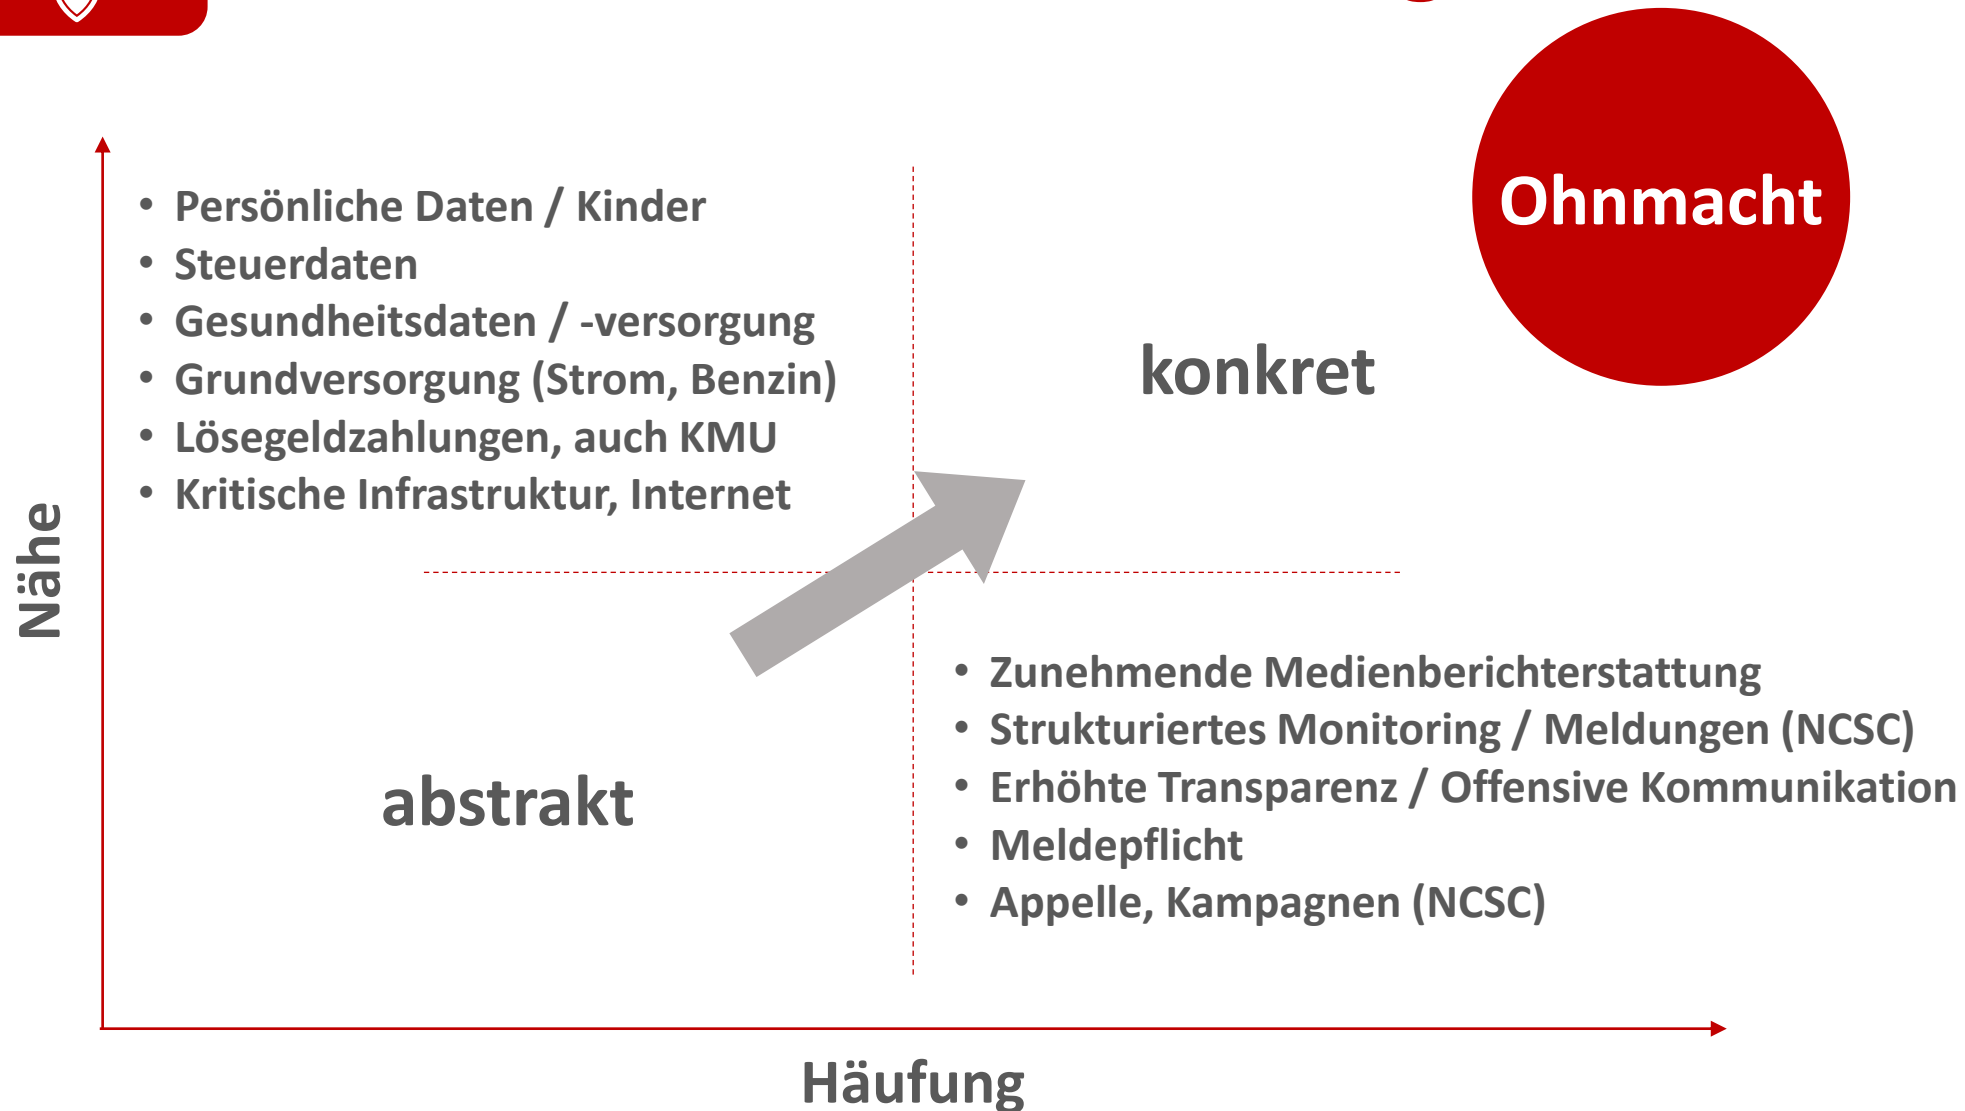 Ohnmacht
• Persönliche Daten / Kinder
• Steuerdaten
• Gesundheitsdaten / -versorgung
• Grundversorgung (Strom, Benzin)
• Lösegeldzahlungen, auch KMU
• Kritische Infrastruktur, Internet
konkret
Nähe
abstrakt
• Zunehmende Medienberichterstattung
• Strukturiertes Monitoring / Meldungen (NCSC)
• Erhöhte Transparenz / Offensive Kommunikation
• Meldepflicht
• Appelle, Kampagnen (NCSC)
Häufung